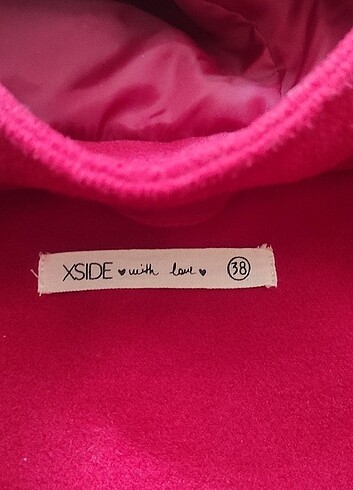 XSIDE ♥ with love ♥ 38